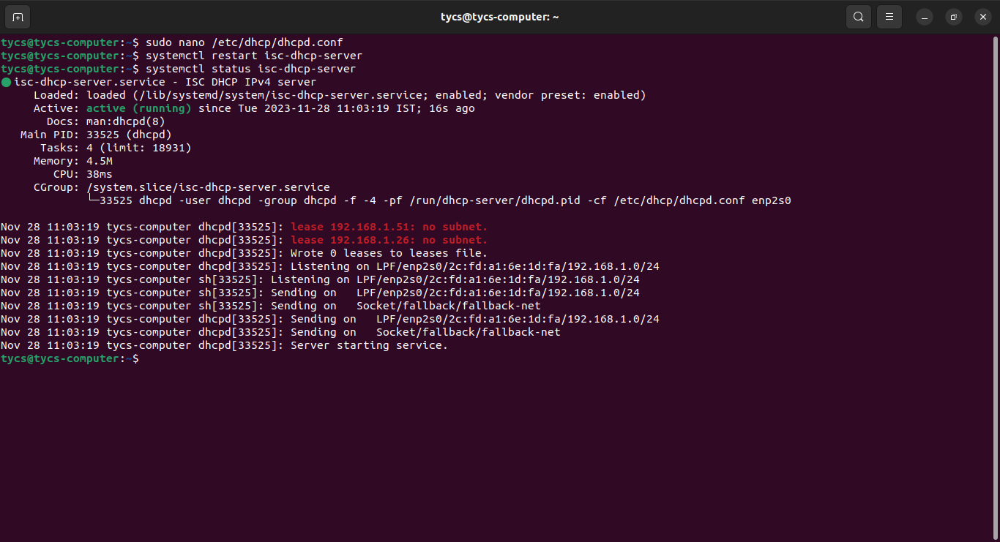 tycs@tycs-computer: ~
tycs@tycs-computer:~$ sudo nano /etc/dhcp/dhcpd.conf
tycs@tycs-computer:~$ systemctl restart isc-dhcp-server
tycs@tycs-computer:~$ systemctl status isc-dhcp-server
● isc-dhcp-server.service - ISC DHCP IPv4 server
     Loaded: loaded (/lib/systemd/system/isc-dhcp-server.service; enabled; vendor preset: enabled)
     Active: active (running) since Tue 2023-11-28 11:03:19 IST; 16s ago
       Docs: man:dhcpd(8)
   Main PID: 33525 (dhcpd)
      Tasks: 4 (limit: 18931)
     Memory: 4.5M
        CPU: 38ms
     CGroup: /system.slice/isc-dhcp-server.service
             └─33525 dhcpd -user dhcpd -group dhcpd -f -4 -pf /run/dhcp-server/dhcpd.pid -cf /etc/dhcp/dhcpd.conf enp2s0
Nov 28 11:03:19 tycs-computer dhcpd[33525]: lease 192.168.1.51: no subnet.
Nov 28 11:03:19 tycs-computer dhcpd[33525]: lease 192.168.1.26: no subnet.
Nov 28 11:03:19 tycs-computer dhcpd[33525]: Wrote 0 leases to leases file.
Nov 28 11:03:19 tycs-computer dhcpd[33525]: Listening on LPF/enp2s0/2c:fd:a1:6e:1d:fa/192.168.1.0/24
Nov 28 11:03:19 tycs-computer sh[33525]: Listening on LPF/enp2s0/2c:fd:a1:6e:1d:fa/192.168.1.0/24
Nov 28 11:03:19 tycs-computer sh[33525]: Sending on   LPF/enp2s0/2c:fd:a1:6e:1d:fa/192.168.1.0/24
Nov 28 11:03:19 tycs-computer sh[33525]: Sending on   Socket/fallback/fallback-net
Nov 28 11:03:19 tycs-computer dhcpd[33525]: Sending on   LPF/enp2s0/2c:fd:a1:6e:1d:fa/192.168.1.0/24
Nov 28 11:03:19 tycs-computer dhcpd[33525]: Sending on   Socket/fallback/fallback-net
Nov 28 11:03:19 tycs-computer dhcpd[33525]: Server starting service.
tycs@tycs-computer:~$